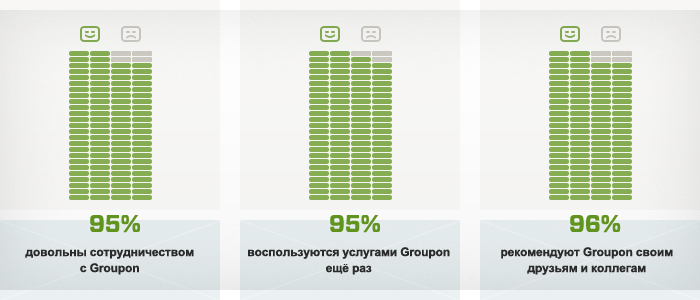 95%
довольны сотрудничеством
с Groupon
95%
воспользуются услугами Groupon
ещё раз
96%
рекомендуют Groupon своим
друзьям и коллегам